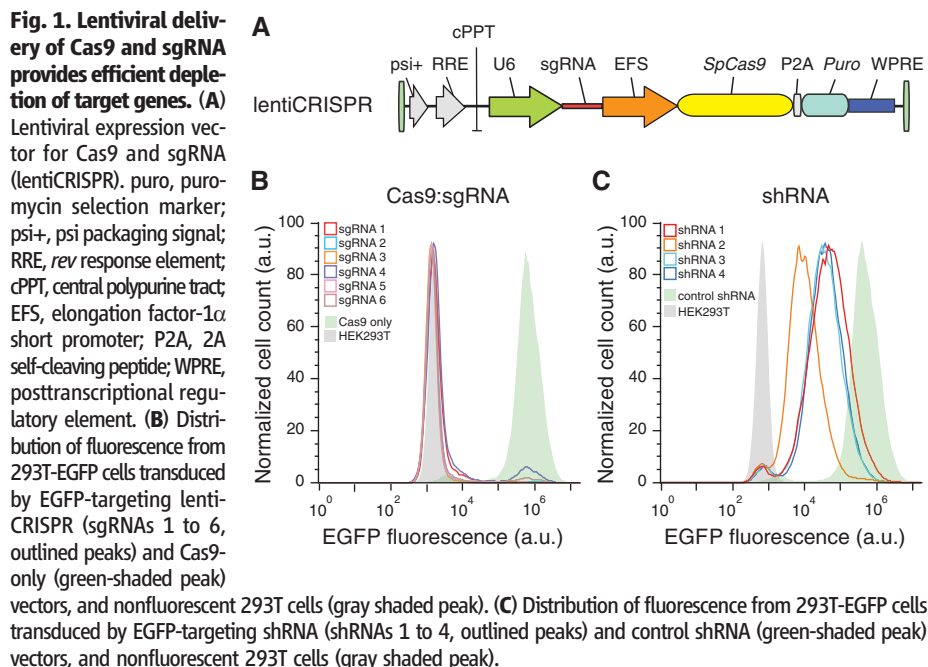 Fig. 1. Lentiviral deliv-
ery of Cas9 and sgRNA
provides efficient deple-
tion of target genes. (A)
Lentiviral expression vec-
tor for Cas9 and sgRNA
(lentiCRISPR). puro, puro-
mycin selection marker;
psi+, psi packaging signal;
RRE, rev response element;
cPPT, central polypurine tract;
EFS, elongation factor-1α
short promoter; P2A, 2A
self-cleaving peptide; WPRE,
posttranscriptional regu-
latory element. (B) Distri-
bution of fluorescence from
293T-EGFP cells transduced
by EGFP-targeting lenti-
CRISPR (sgRNAs 1 to 6,
outlined peaks) and Cas9-
only (green-shaded peak)
vectors, and nonfluorescent 293T cells (gray shaded peak). (C) Distribution of fluorescence from 293T-EGFP cells
transduced by EGFP-targeting shRNA (shRNAs 1 to 4, outlined peaks) and control shRNA (green-shaded peak)
vectors, and nonfluorescent 293T cells (gray shaded peak).
A
cPPT
psi+ RRE U6 sgRNA EFS SpCas9 P2A Puro WPRE
lentiCRISPR
B
Cas9:sgRNA
Normalized cell count (a.u.)
100
80
60
40
20
0
sgRNA 1
sgRNA 2
sgRNA 3
sgRNA 4
sgRNA 5
sgRNA 6
Cas9 only
HEK293T
10^0 10^2 10^4 10^6
EGFP fluorescence (a.u.)
C
shRNA
Normalized cell count (a.u.)
100
80
60
40
20
0
shRNA 1
shRNA 2
shRNA 3
shRNA 4
control shRNA
HEK293T
10^0 10^2 10^4 10^6
EGFP fluorescence (a.u.)